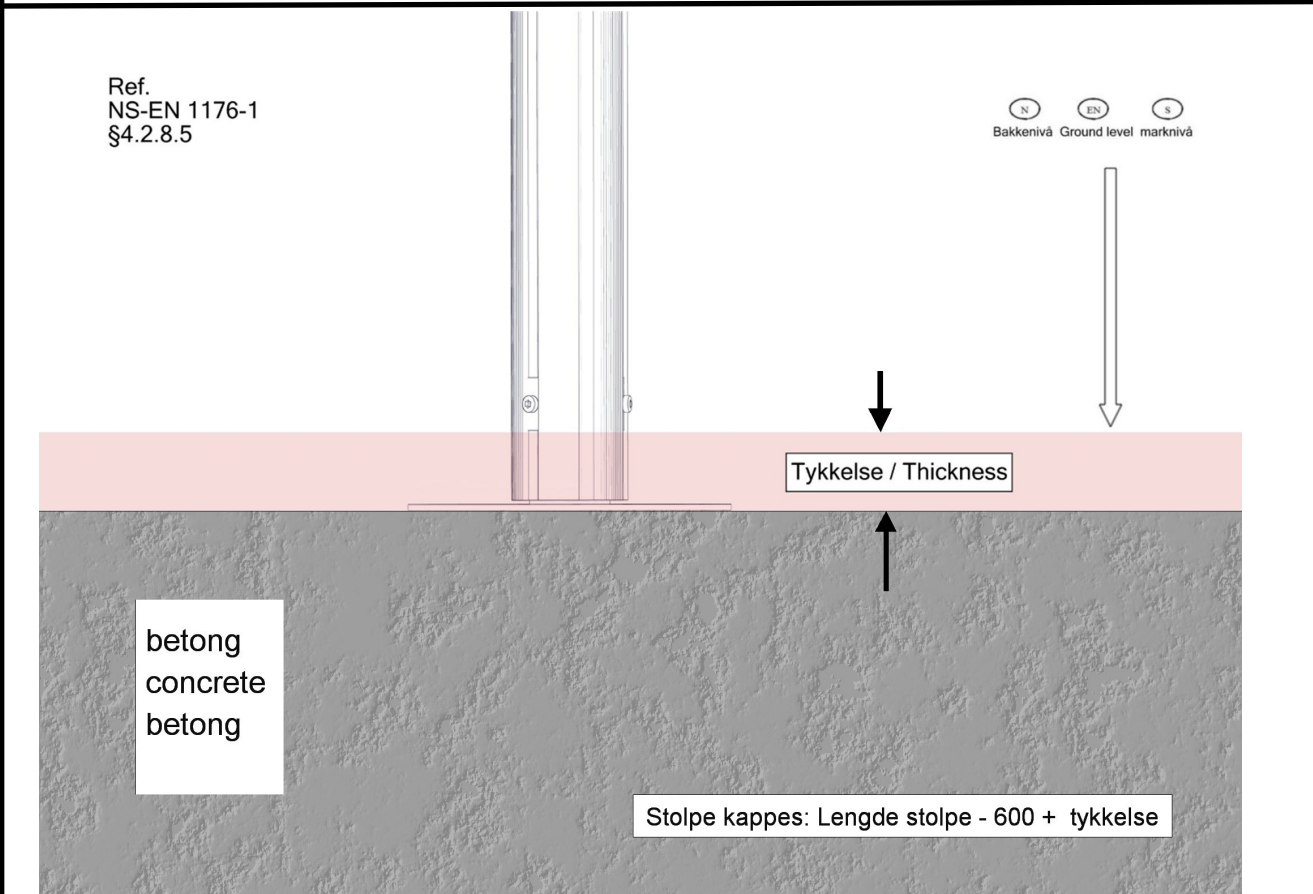 Ref.
NS-EN 1176-1
§4.2.8.5
N EN S
Bakkenivå Ground level marknivå
Tykkelse / Thickness
betong
concrete
betong
Stolpe kappes: Lengde stolpe - 600 + tykkelse